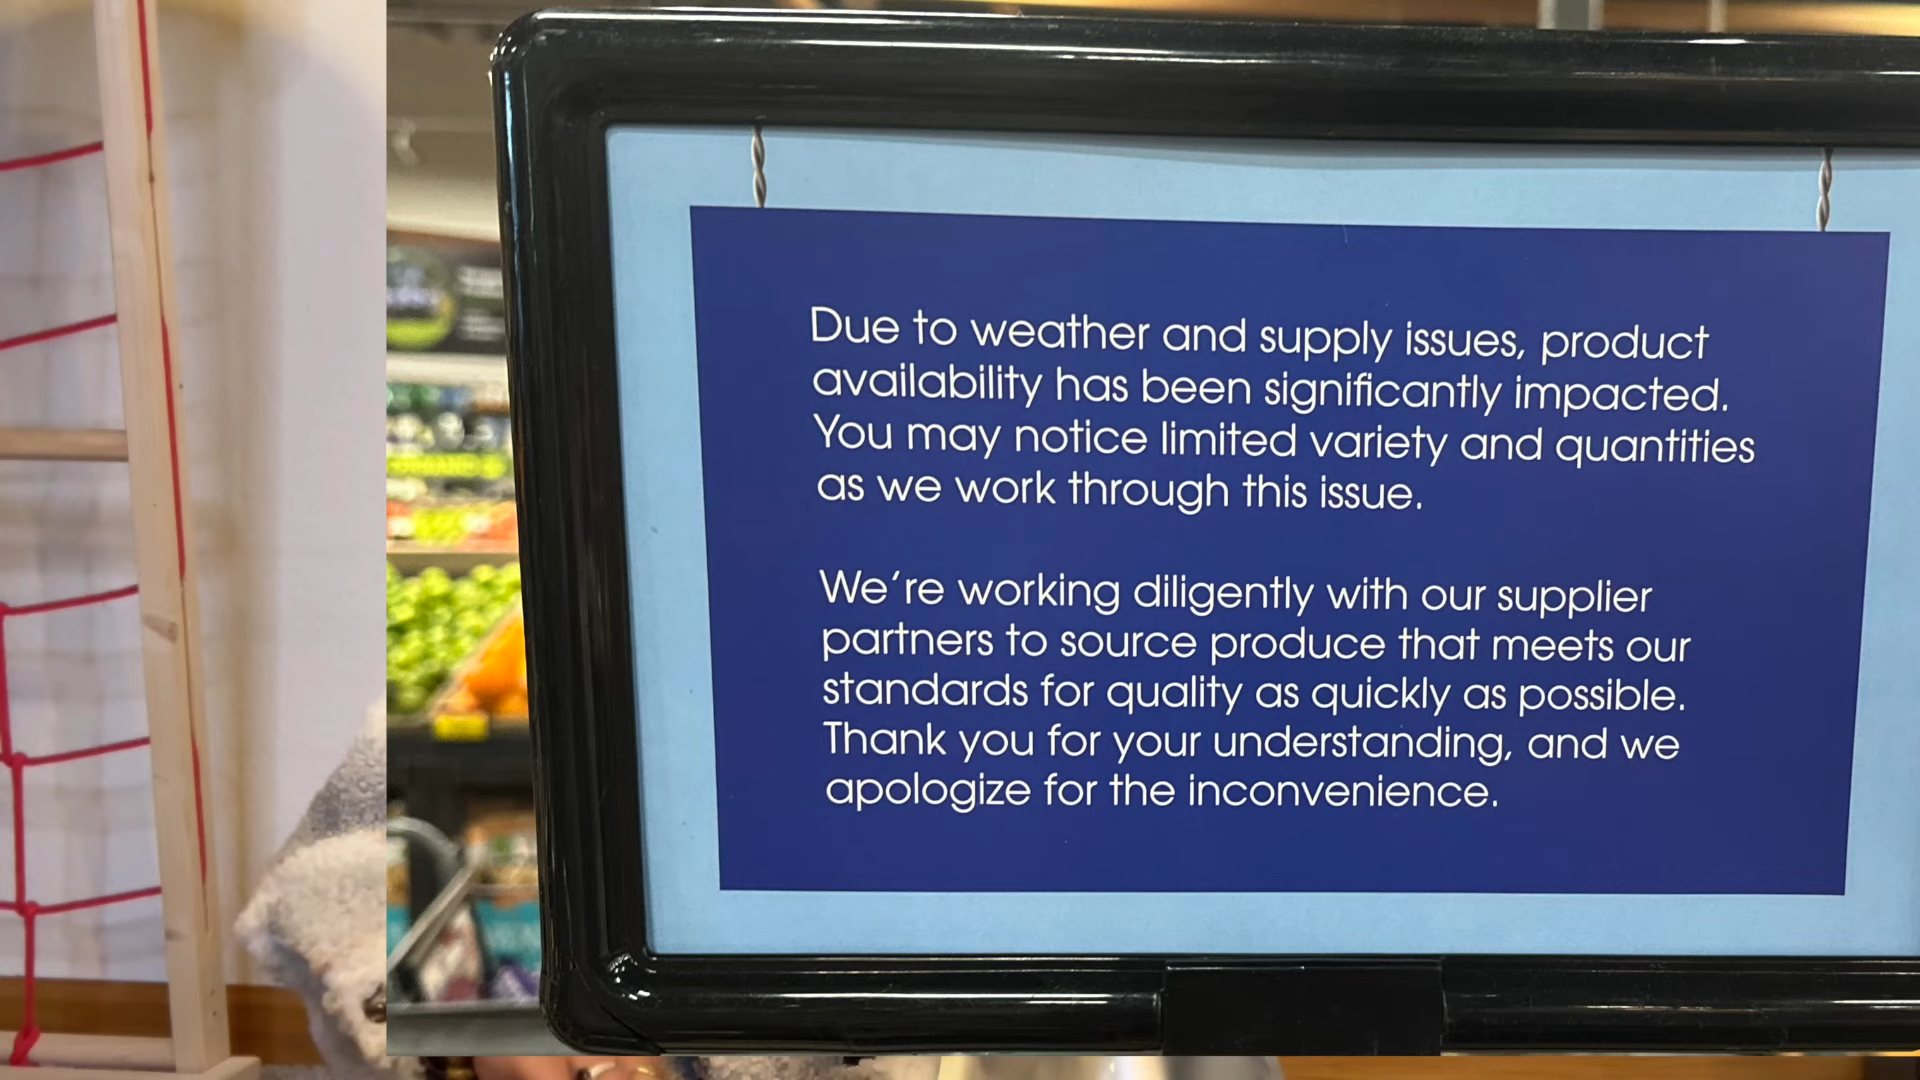 Due to weather and supply issues, product
availability has been significantly impacted.
You may notice limited variety and quantities
as we work through this issue.
We're working diligently with our supplier
partners to source produce that meets our
standards for quality as quickly as possible.
Thank you for your understanding, and we
apologize for the inconvenience.